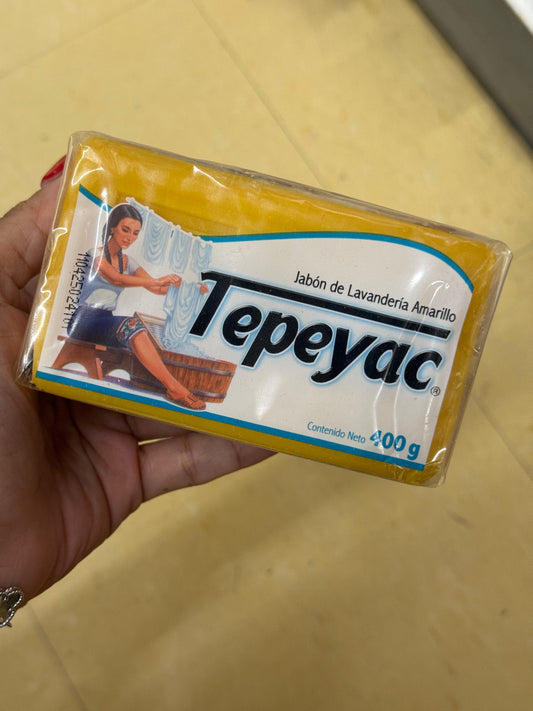 Jabón de Lavandería Amarillo
Tepeyac®
Contenido Neto 400 g